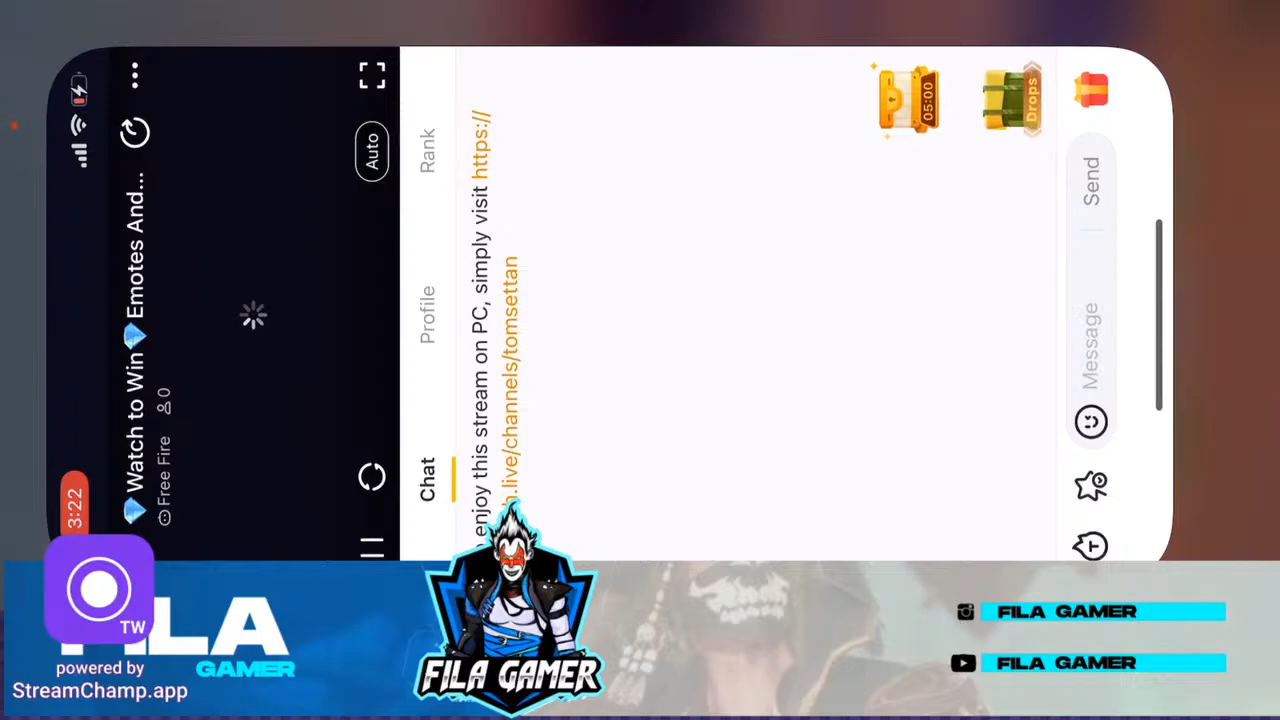 3:22
💎Watch to Win💎Emotes And...
Free Fire 0
Auto
Chat Profile Rank
enjoy this stream on PC, simply visit https://
.live/channels/tomsettan
05:00
Drops
Message Send
T
LA
GAMER
TW
powered by
StreamChamp.app
FILA GAMER
FILA GAMER
FILA GAMER